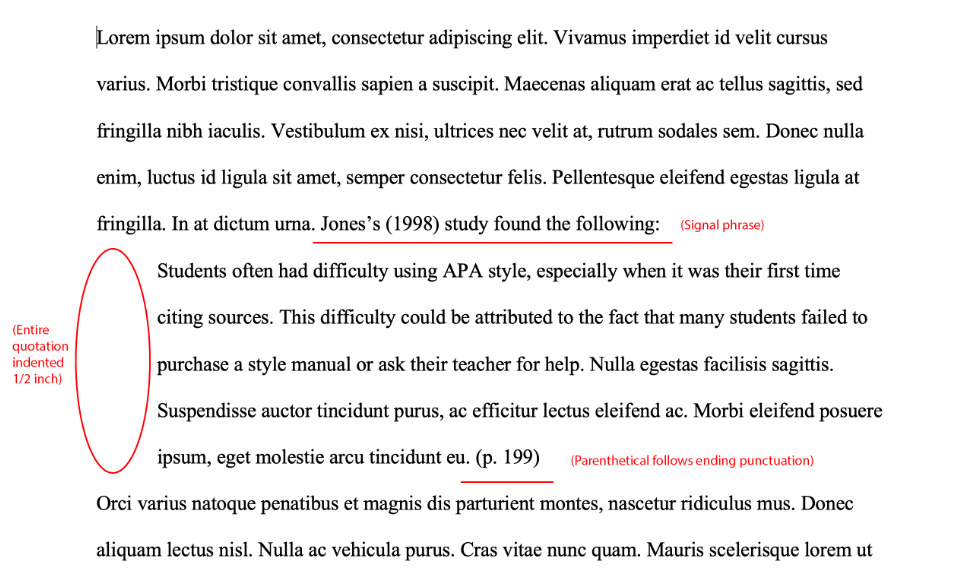 Lorem ipsum dolor sit amet, consectetur adipiscing elit. Vivamus imperdiet id velit cursus
varius. Morbi tristique convallis sapien a suscipit. Maecenas aliquam erat ac tellus sagittis, sed
fringilla nibh iaculis. Vestibulum ex nisi, ultrices nec velit at, rutrum sodales sem. Donec nulla
enim, luctus id ligula sit amet, semper consectetur felis. Pellentesque eleifend egestas ligula at
fringilla. In at dictum urna. Jones’s (1998) study found the following: (Signal phrase)
Students often had difficulty using APA style, especially when it was their first time
citing sources. This difficulty could be attributed to the fact that many students failed to
(Entire
quotation
indented
1/2 inch)
purchase a style manual or ask their teacher for help. Nulla egestas facilisis sagittis.
Suspendisse auctor tincidunt purus, ac efficitur lectus eleifend ac. Morbi eleifend posuere
ipsum, eget molestie arcu tincidunt eu. (p. 199) (Parenthetical follows ending punctuation)
Orci varius natoque penatibus et magnis dis parturient montes, nascetur ridiculus mus. Donec
aliquam lectus nisl. Nulla ac vehicula purus. Cras vitae nunc quam. Mauris scelerisque lorem ut